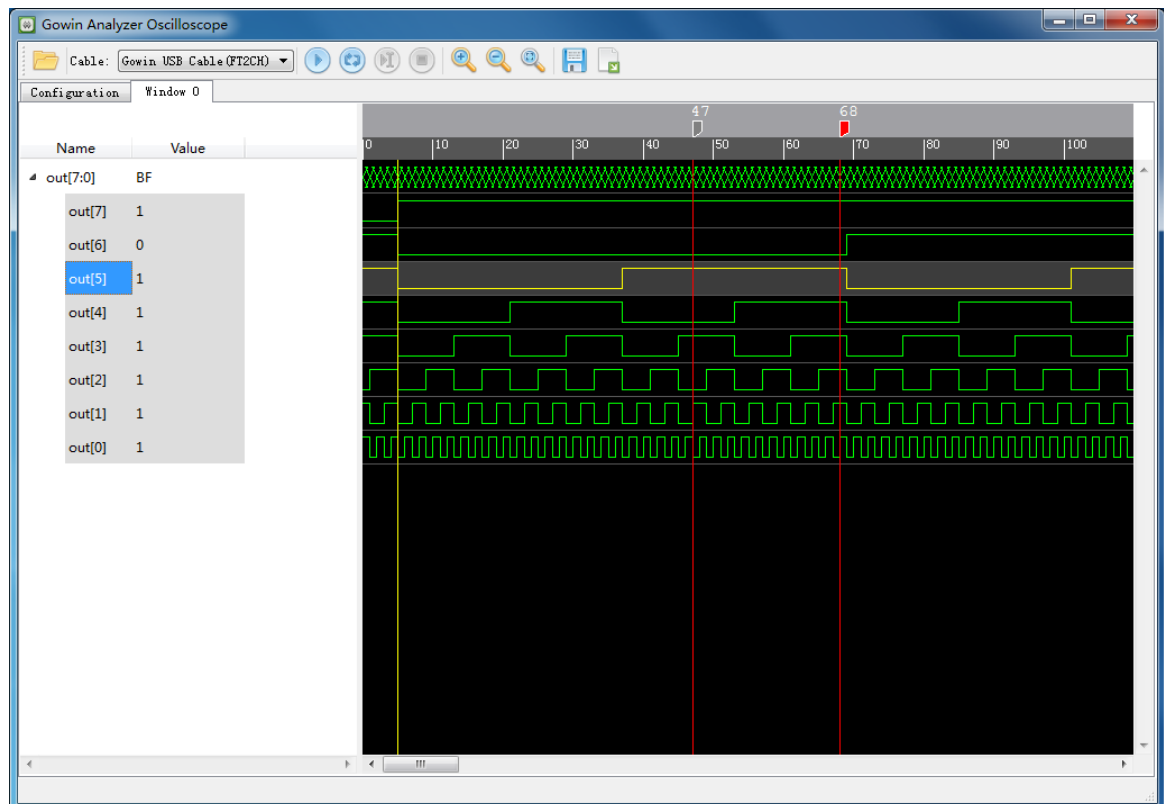 Gowin Analyzer Oscilloscope
Cable: Gowin USB Cable(FT2CH)
Configuration Window 0
47 68
Name Value 0 10 20 30 40 50 60 70 80 90 100
out[7:0] BF
out[7] 1
out[6] 0
out[5] 1
out[4] 1
out[3] 1
out[2] 1
out[1] 1
out[0] 1